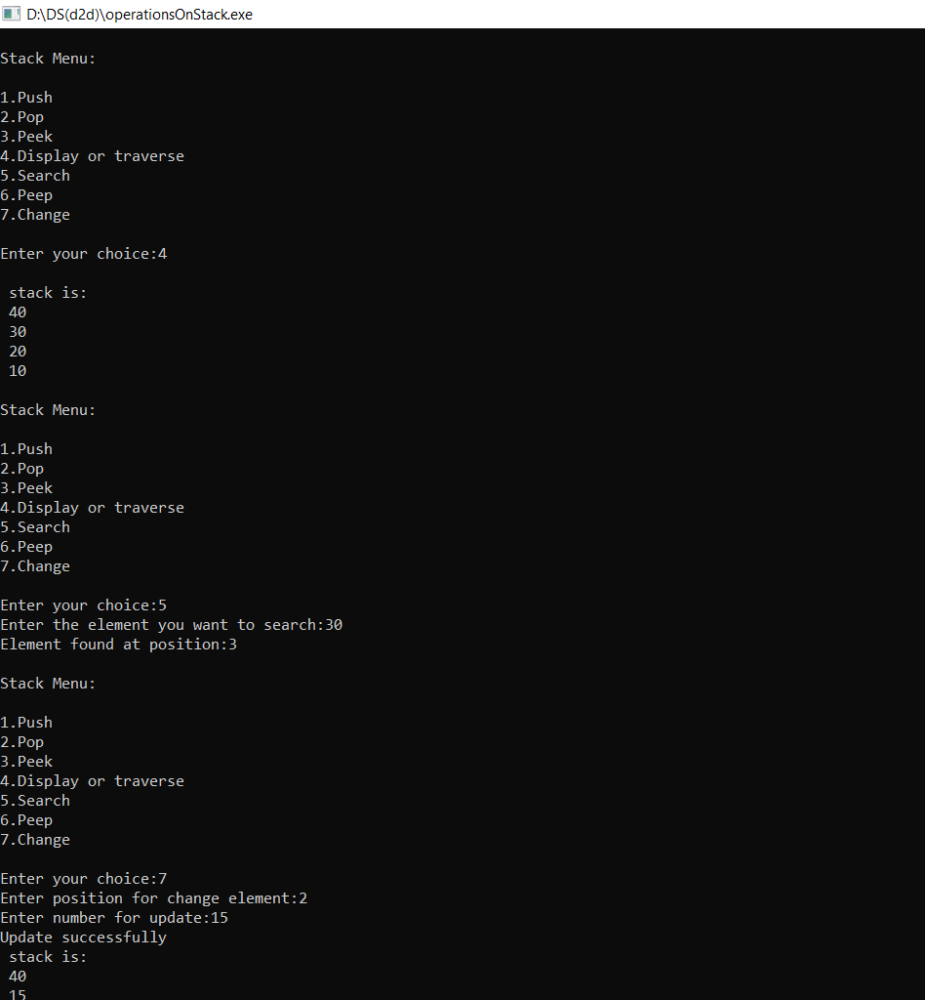 D:\DS(d2d)\operationsOnStack.exe
Stack Menu:
1.Push
2.Pop
3.Peek
4.Display or traverse
5.Search
6.Peep
7.Change
Enter your choice:4
stack is:
40
30
20
10
Stack Menu:
1.Push
2.Pop
3.Peek
4.Display or traverse
5.Search
6.Peep
7.Change
Enter your choice:5
Enter the element you want to search:30
Element found at position:3
Stack Menu:
1.Push
2.Pop
3.Peek
4.Display or traverse
5.Search
6.Peep
7.Change
Enter your choice:7
Enter position for change element:2
Enter number for update:15
Update successfully
stack is:
40
15